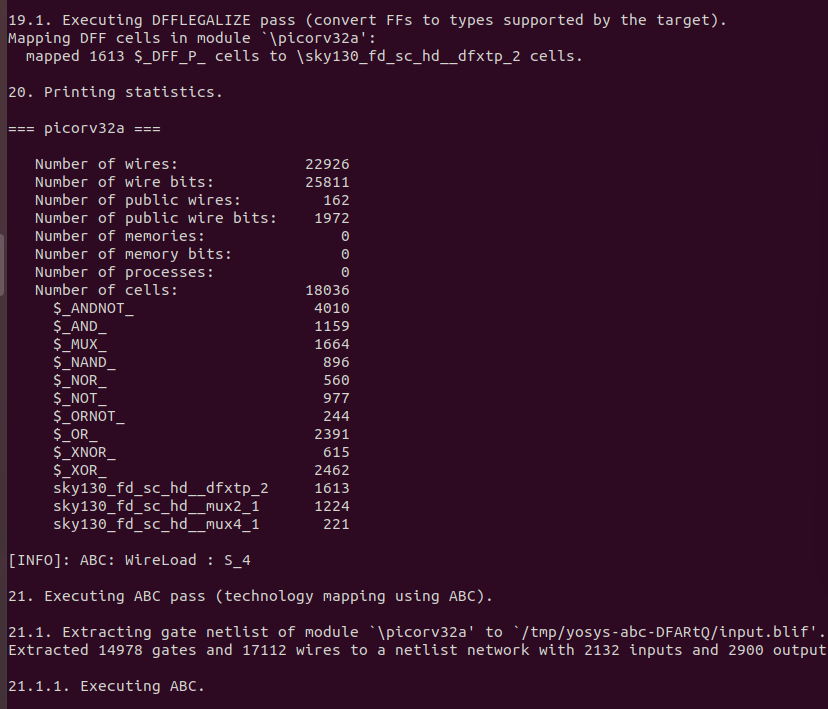 19.1. Executing DFFLEGALIZE pass (convert FFs to types supported by the target).
Mapping DFF cells in module `\picorv32a':
  mapped 1613 $_DFF_P_ cells to \sky130_fd_sc_hd__dfxtp_2 cells.

20. Printing statistics.

=== picorv32a ===

   Number of wires:              22926
   Number of wire bits:          25811
   Number of public wires:         162
   Number of public wire bits:    1972
   Number of memories:               0
   Number of memory bits:            0
   Number of processes:              0
   Number of cells:              18036
     $_ANDNOT_                    4010
     $_AND_                       1159
     $_MUX_                       1664
     $_NAND_                       896
     $_NOR_                        560
     $_NOT_                        977
     $_ORNOT_                      244
     $_OR_                        2391
     $_XNOR_                       615
     $_XOR_                       2462
     sky130_fd_sc_hd__dfxtp_2     1613
     sky130_fd_sc_hd__mux2_1      1224
     sky130_fd_sc_hd__mux4_1       221

[INFO]: ABC: WireLoad : S_4

21. Executing ABC pass (technology mapping using ABC).

21.1. Extracting gate netlist of module `\picorv32a' to `/tmp/yosys-abc-DFARtQ/input.blif'.
Extracted 14978 gates and 17112 wires to a netlist network with 2132 inputs and 2900 output

21.1.1. Executing ABC.